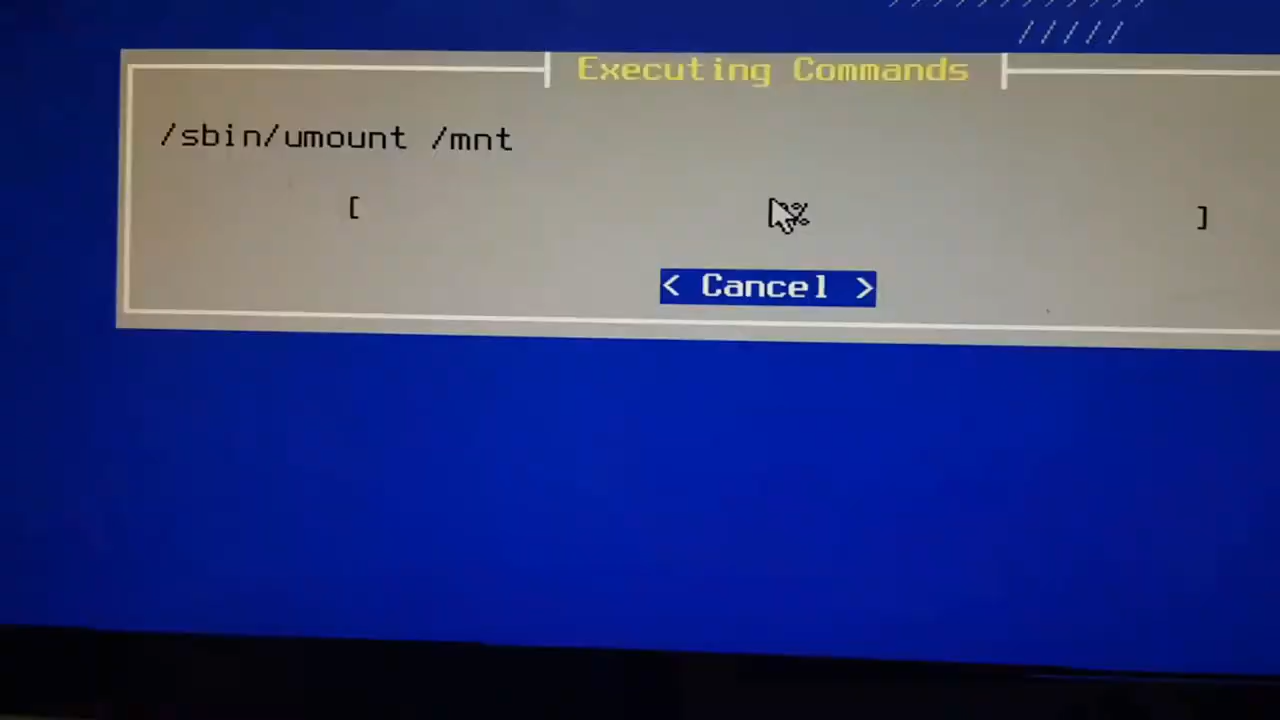 / / / / / / / / / / / /
/ / / / /
Executing Commands
/sbin/umount /mnt
[ % ]
< Cancel >